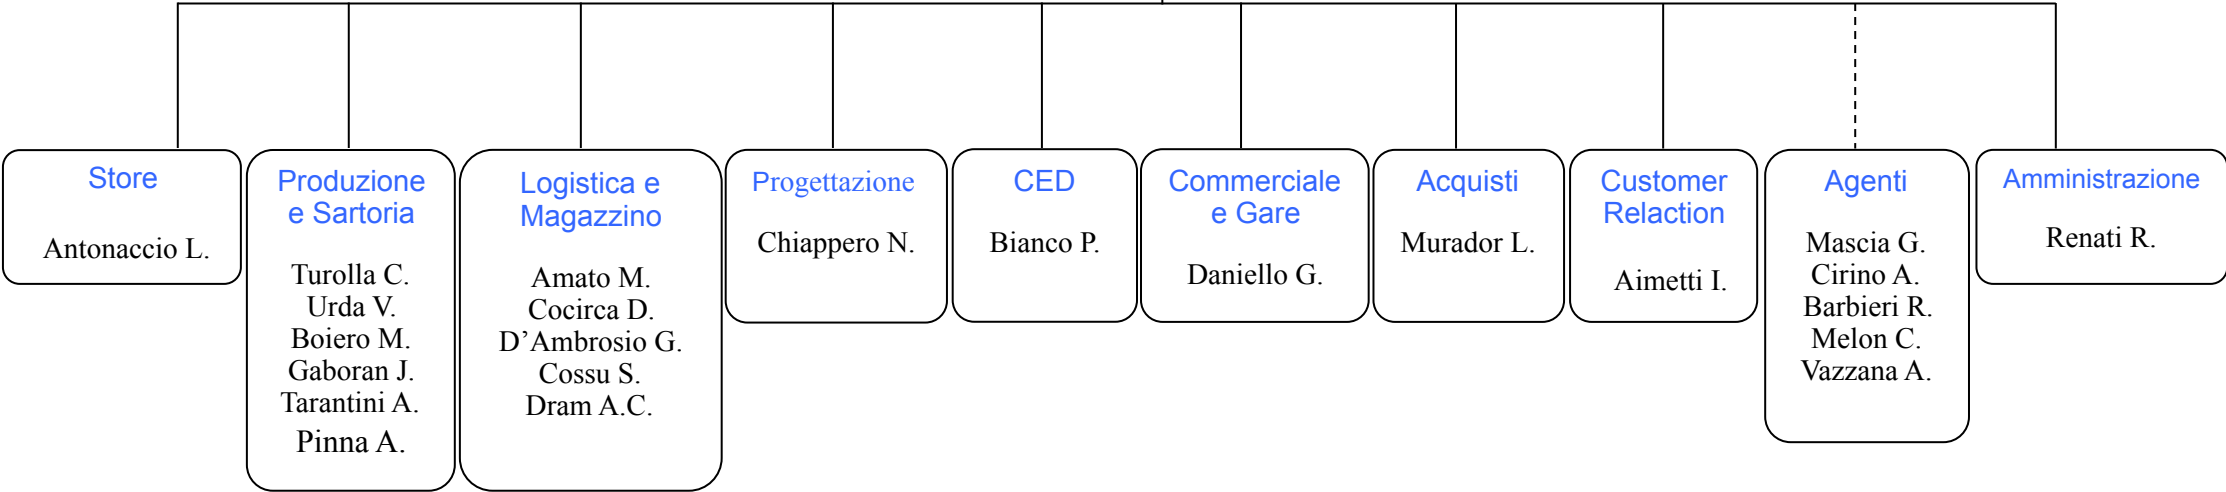 Store
Antonaccio L.
Produzione
e Sartoria
Turolla C.
Urda V.
Boiero M.
Gaboran J.
Tarantini A.
Pinna A.
Logistica e
Magazzino
Amato M.
Cocirca D.
D’Ambrosio G.
Cossu S.
Dram A.C.
Progettazione
Chiappero N.
CED
Bianco P.
Commerciale
e Gare
Daniello G.
Acquisti
Murador L.
Customer
Relaction
Aimetti I.
Agenti
Mascia G.
Cirino A.
Barbieri R.
Melon C.
Vazzana A.
Amministrazione
Renati R.